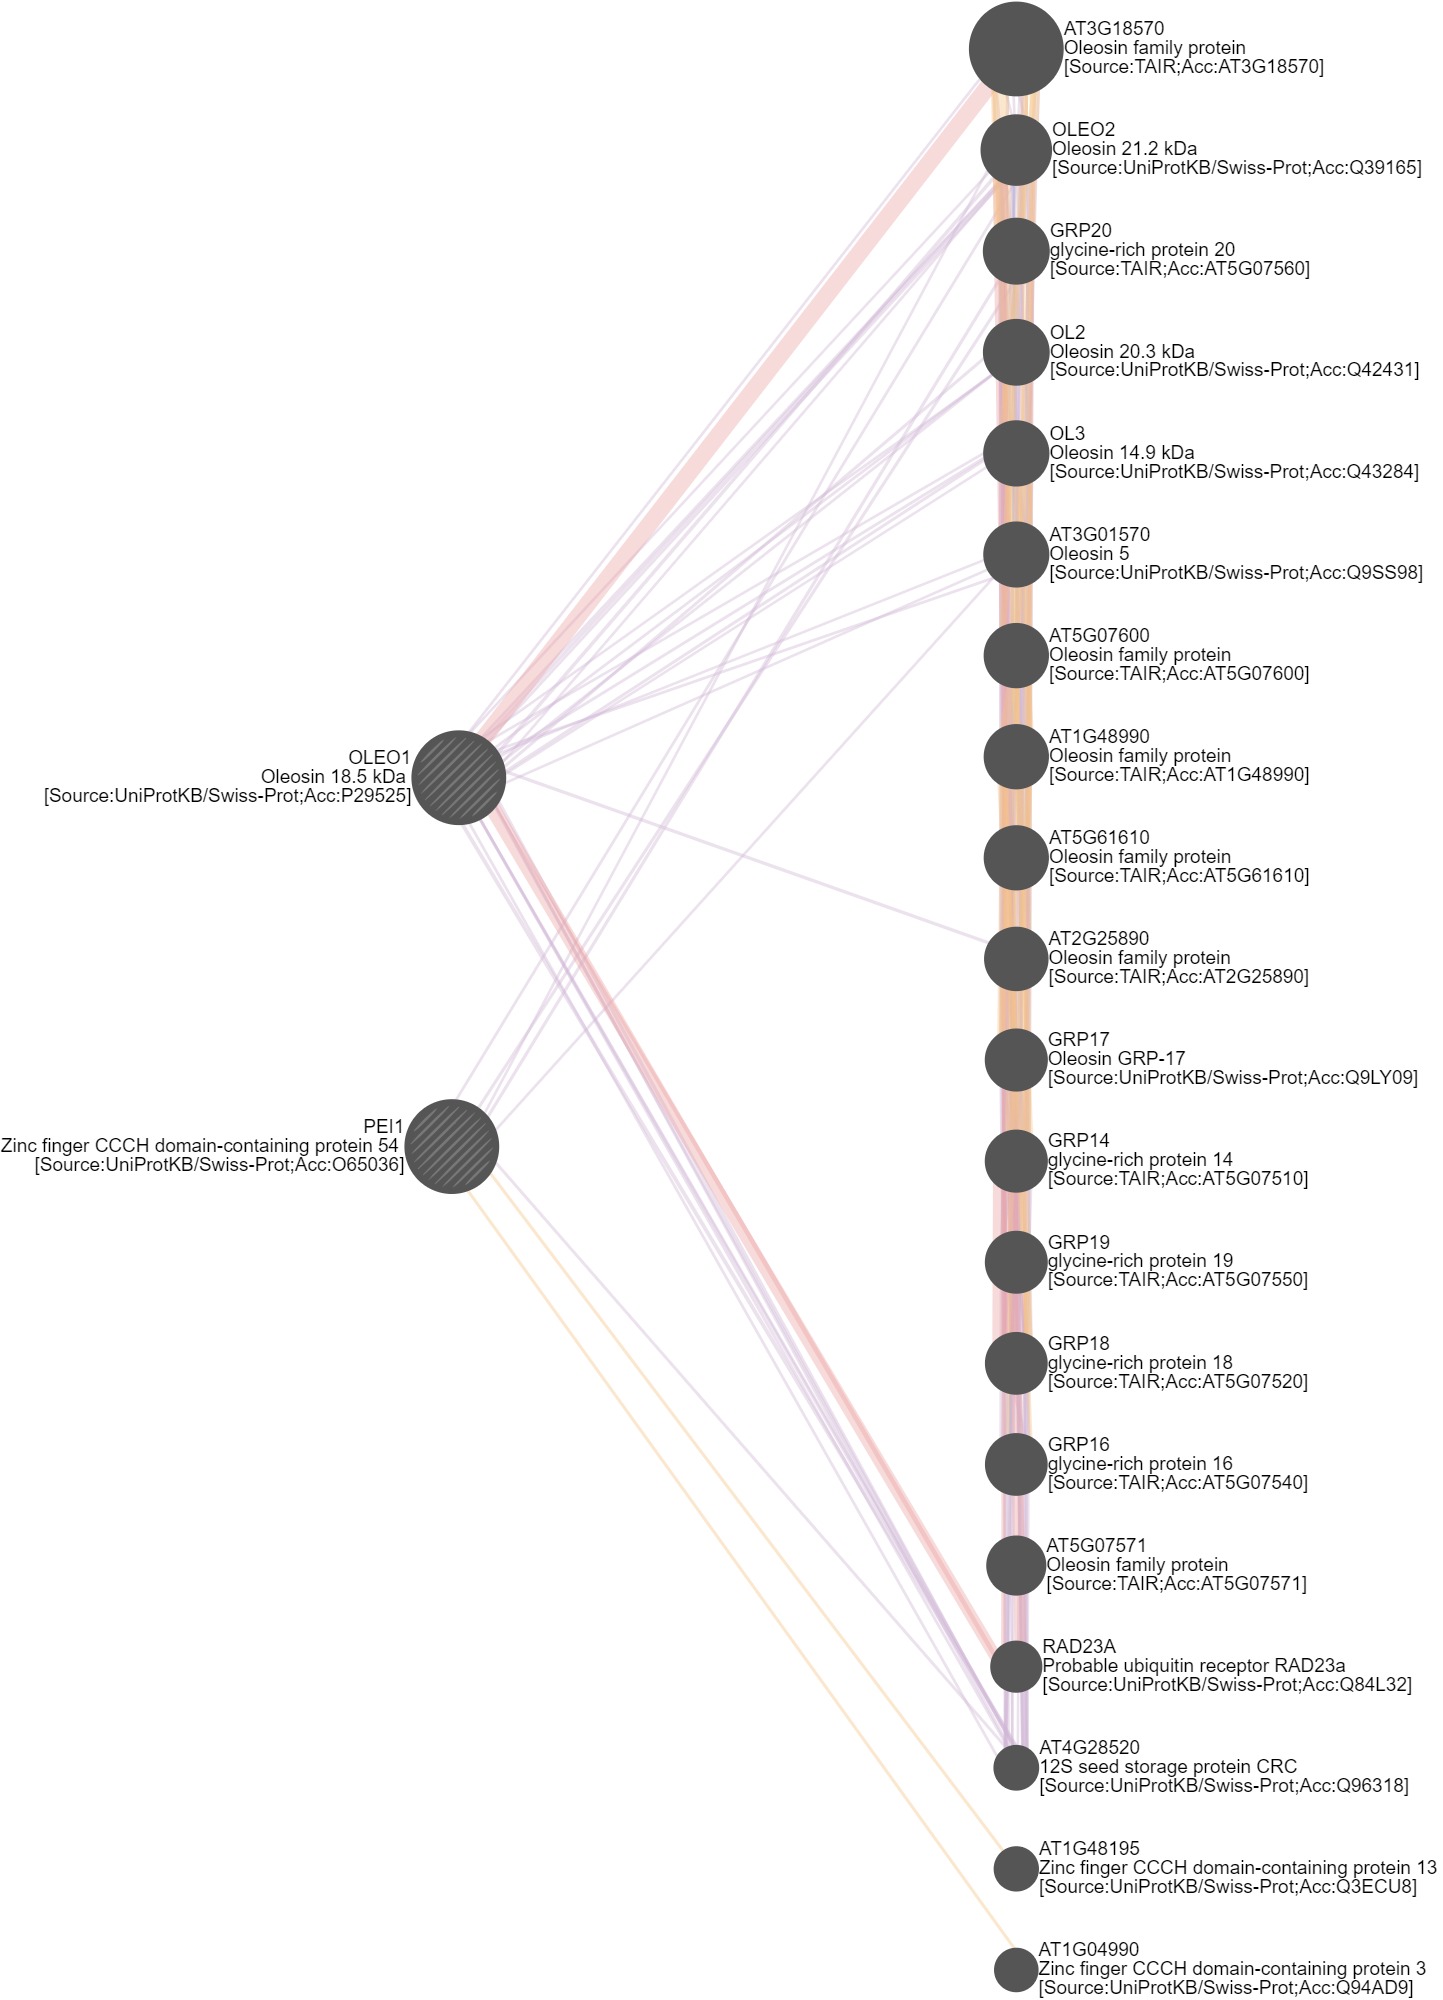 AT3G18570
Oleosin family protein
[Source:TAIR;Acc:AT3G18570]
OLEO2
Oleosin 21.2 kDa
[Source:UniProtKB/Swiss-Prot;Acc:Q39165]
GRP20
glycine-rich protein 20
[Source:TAIR;Acc:AT5G07560]
OL2
Oleosin 20.3 kDa
[Source:UniProtKB/Swiss-Prot;Acc:Q42431]
OL3
Oleosin 14.9 kDa
[Source:UniProtKB/Swiss-Prot;Acc:Q43284]
AT3G01570
Oleosin 5
[Source:UniProtKB/Swiss-Prot;Acc:Q9SS98]
AT5G07600
Oleosin family protein
[Source:TAIR;Acc:AT5G07600]
AT1G48990
Oleosin family protein
[Source:TAIR;Acc:AT1G48990]
OLEO1
Oleosin 18.5 kDa
[Source:UniProtKB/Swiss-Prot;Acc:P29525]
AT5G61610
Oleosin family protein
[Source:TAIR;Acc:AT5G61610]
AT2G25890
Oleosin family protein
[Source:TAIR;Acc:AT2G25890]
GRP17
Oleosin GRP-17
[Source:UniProtKB/Swiss-Prot;Acc:Q9LY09]
PEI1
Zinc finger CCCH domain-containing protein 54
[Source:UniProtKB/Swiss-Prot;Acc:O65036]
GRP14
glycine-rich protein 14
[Source:TAIR;Acc:AT5G07510]
GRP19
glycine-rich protein 19
[Source:TAIR;Acc:AT5G07550]
GRP18
glycine-rich protein 18
[Source:TAIR;Acc:AT5G07520]
GRP16
glycine-rich protein 16
[Source:TAIR;Acc:AT5G07540]
AT5G07571
Oleosin family protein
[Source:TAIR;Acc:AT5G07571]
RAD23A
Probable ubiquitin receptor RAD23a
[Source:UniProtKB/Swiss-Prot;Acc:Q84L32]
AT4G28520
12S seed storage protein CRC
[Source:UniProtKB/Swiss-Prot;Acc:Q96318]
AT1G48195
Zinc finger CCCH domain-containing protein 13
[Source:UniProtKB/Swiss-Prot;Acc:Q3ECU8]
AT1G04990
Zinc finger CCCH domain-containing protein 3
[Source:UniProtKB/Swiss-Prot;Acc:Q94AD9]